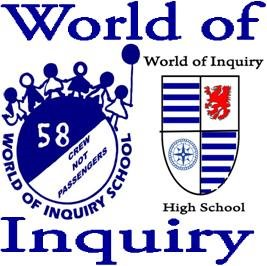 World of
World of Inquiry
58
CREW
NOT
PASSENGERS
WORLD OF INQUIRY SCHOOL
High School
Inquiry